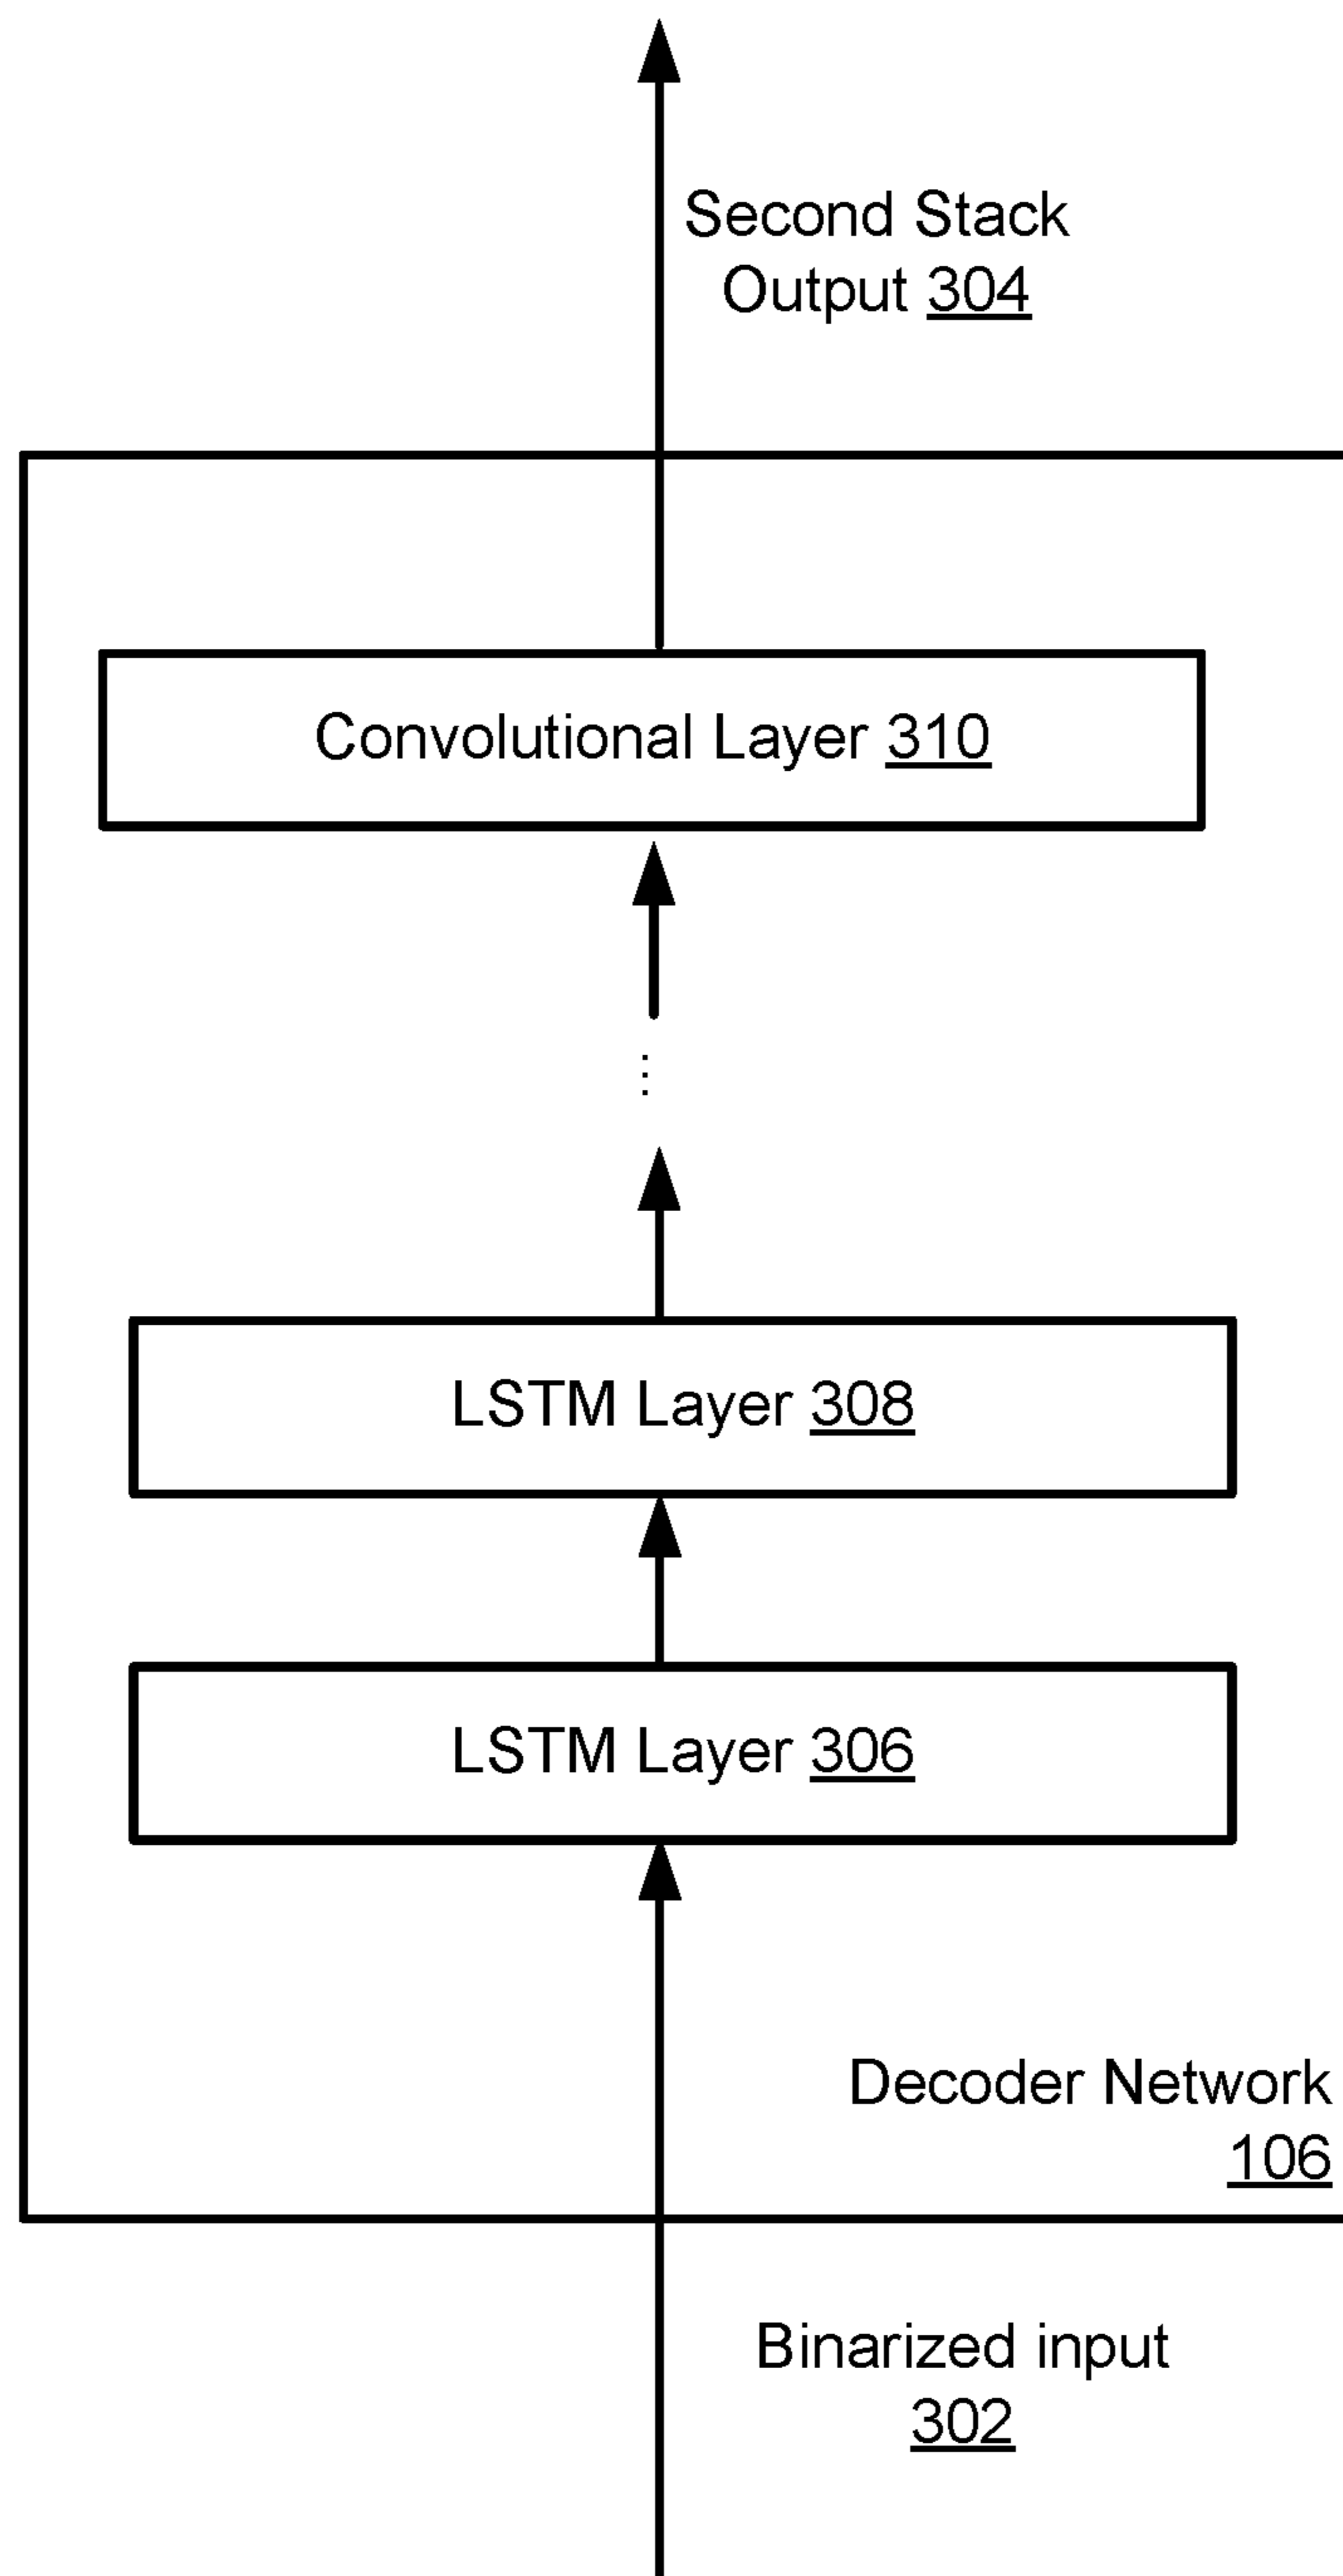 Second Stack
Output 304
Convolutional Layer 310
LSTM Layer 308
LSTM Layer 306
Decoder Network
106
Binarized input
302